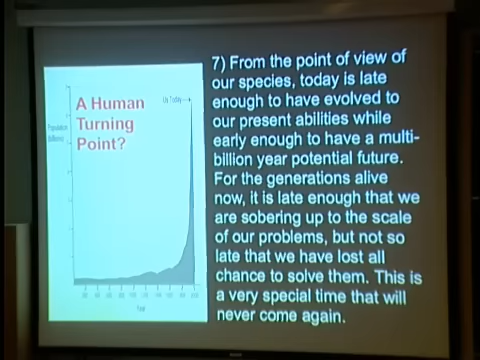 A Human
Turning
Point?
Us Today
Population
(billions)
Year
7) From the point of view of
our species, today is late
enough to have evolved to
our present abilities while
early enough to have a multi-
billion year potential future.
For the generations alive
now, it is late enough that we
are sobering up to the scale
of our problems, but not so
late that we have lost all
chance to solve them. This is
a very special time that will
never come again.